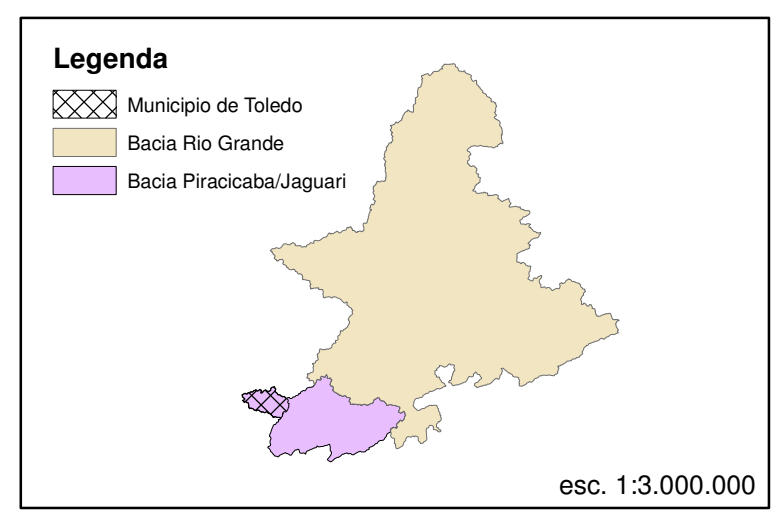 Legenda
Municipio de Toledo
Bacia Rio Grande
Bacia Piracicaba/Jaguari
esc. 1:3.000.000